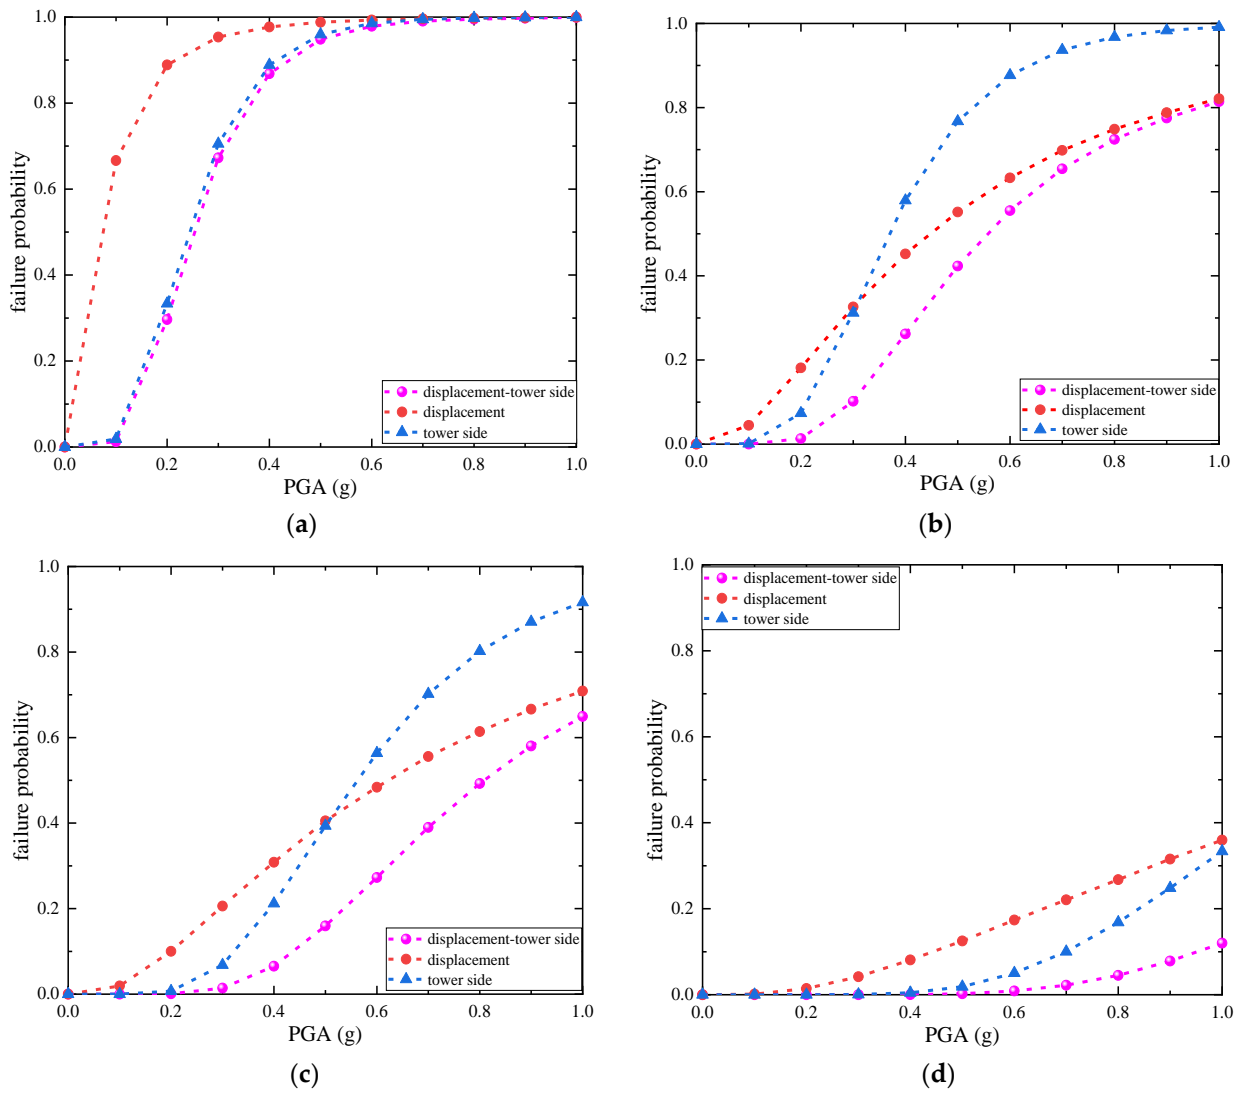 1.0
0.8
0.6
0.4
0.2
0.0
failure probability
displacement-tower side
displacement
tower side
0.0 0.2 0.4 0.6 0.8 1.0
PGA (g)
(a)
1.0
0.8
0.6
0.4
0.2
0.0
failure probability
displacement-tower side
displacement
tower side
0.0 0.2 0.4 0.6 0.8 1.0
PGA (g)
(b)
1.0
0.8
0.6
0.4
0.2
0.0
failure probability
displacement-tower side
displacement
tower side
0.0 0.2 0.4 0.6 0.8 1.0
PGA (g)
(c)
1.0
0.8
0.6
0.4
0.2
0.0
failure probability
displacement-tower side
displacement
tower side
0.0 0.2 0.4 0.6 0.8 1.0
PGA (g)
(d)